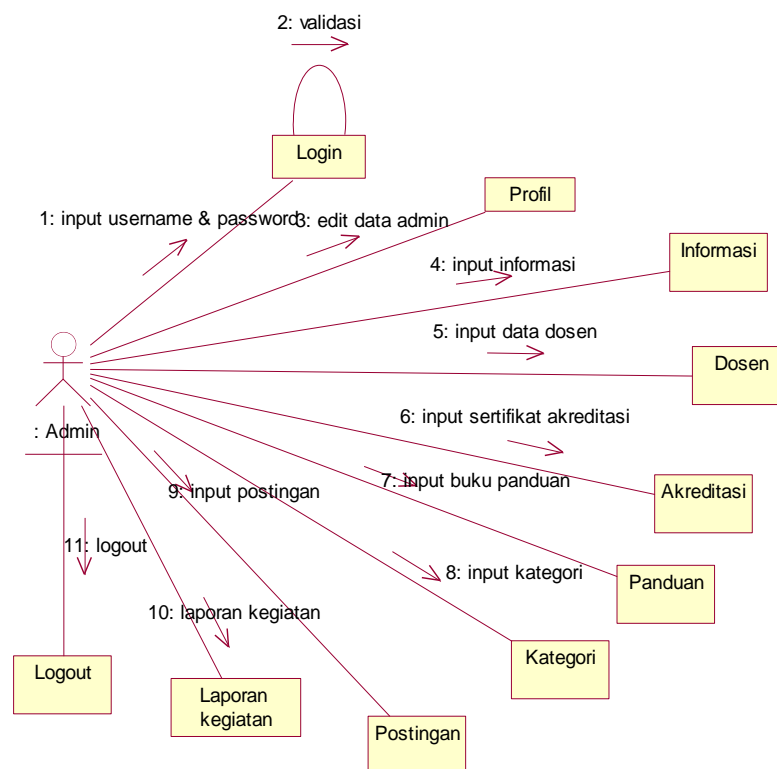 2: validasi
Login
Profil
1: input username & password
3: edit data admin
Informasi
4: input informasi
5: input data dosen
Dosen
6: input sertifikat akreditasi
: Admin
7: input buku panduan
9: input postingan
Akreditasi
11: logout
8: input kategori
Panduan
10: laporan kegiatan
Kategori
Logout
Laporan
kegiatan
Postingan